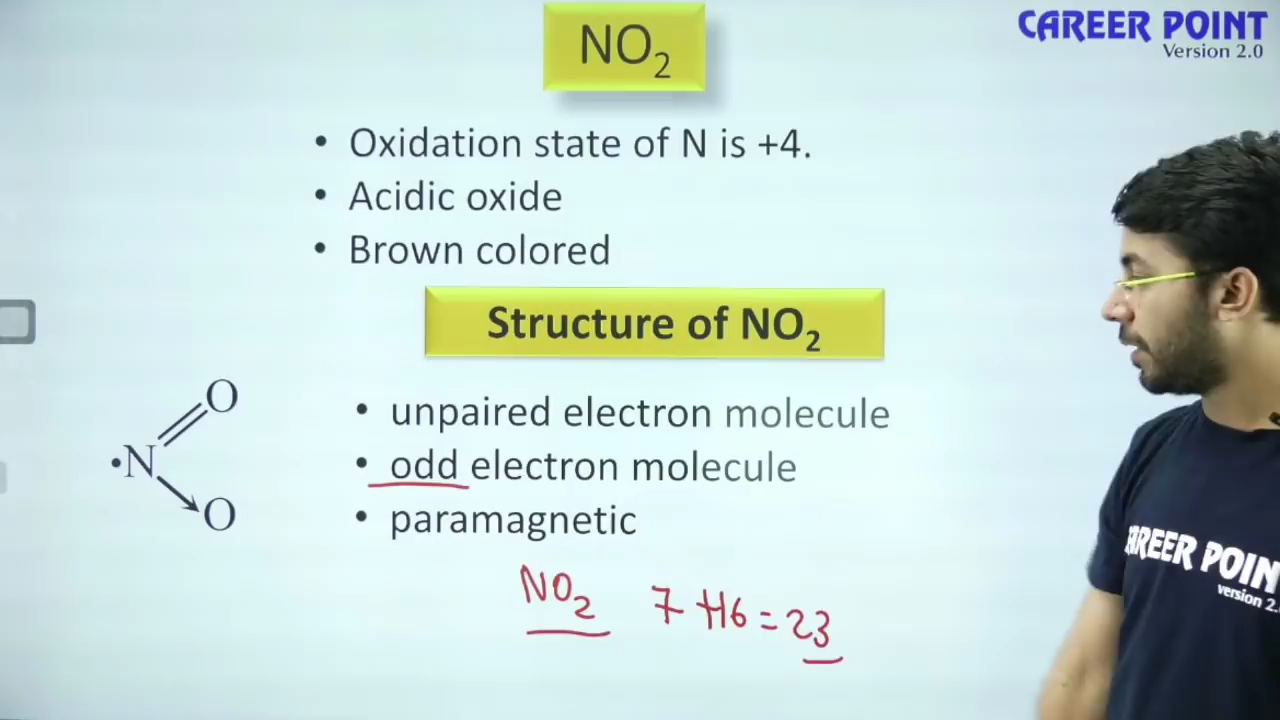 NO₂
CAREER POINT
Version 2.0
• Oxidation state of N is +4.
• Acidic oxide
• Brown colored
Structure of NO₂
O
•N
O
• unpaired electron molecule
• odd electron molecule
• paramagnetic
NO₂ 7 +16 = 23
CAREER POIN
version 2.